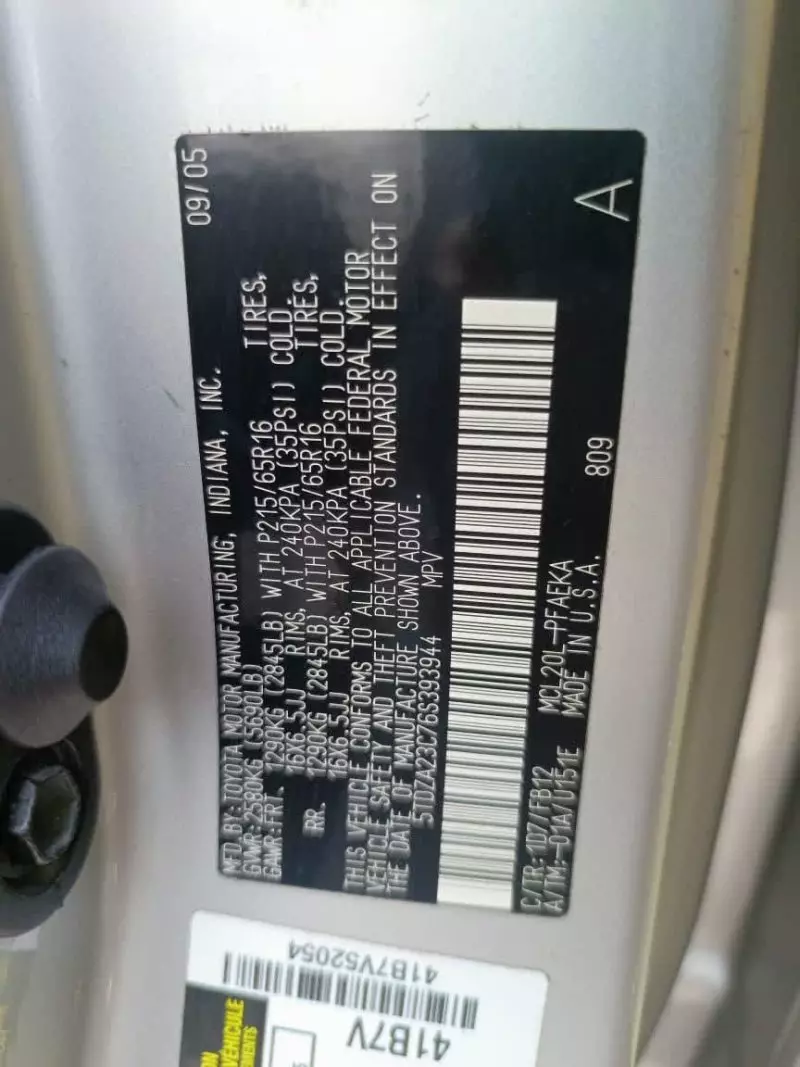 MFD.BY:TOYOTA MOTOR MANUFACTURING, INDIANA, INC. 09/05
GVWR:2580KG(5690LB)
GAWR:FRT. 1290KG (2845LB) WITH P215/65R16 TIRES,
16X6.5JJ RIMS, AT 240KPA (35PSI) COLD.
RR. 1290KG (2845LB) WITH P215/65R16 TIRES,
16X6.5JJ RIMS, AT 240KPA (35PSI) COLD.
THIS VEHICLE CONFORMS TO ALL APPLICABLE FEDERAL MOTOR
VEHICLE SAFETY AND THEFT PREVENTION STANDARDS IN EFFECT ON
THE DATE OF MANUFACTURE SHOWN ABOVE.
5TDZA23C76S393944 MPV
C/TR:1D7/FB12 MCL20L-PFAEKA 809 A
A/TM:-01A/U151E MADE IN U.S.A.
41B7V52054
41B7V
VÉHICULE